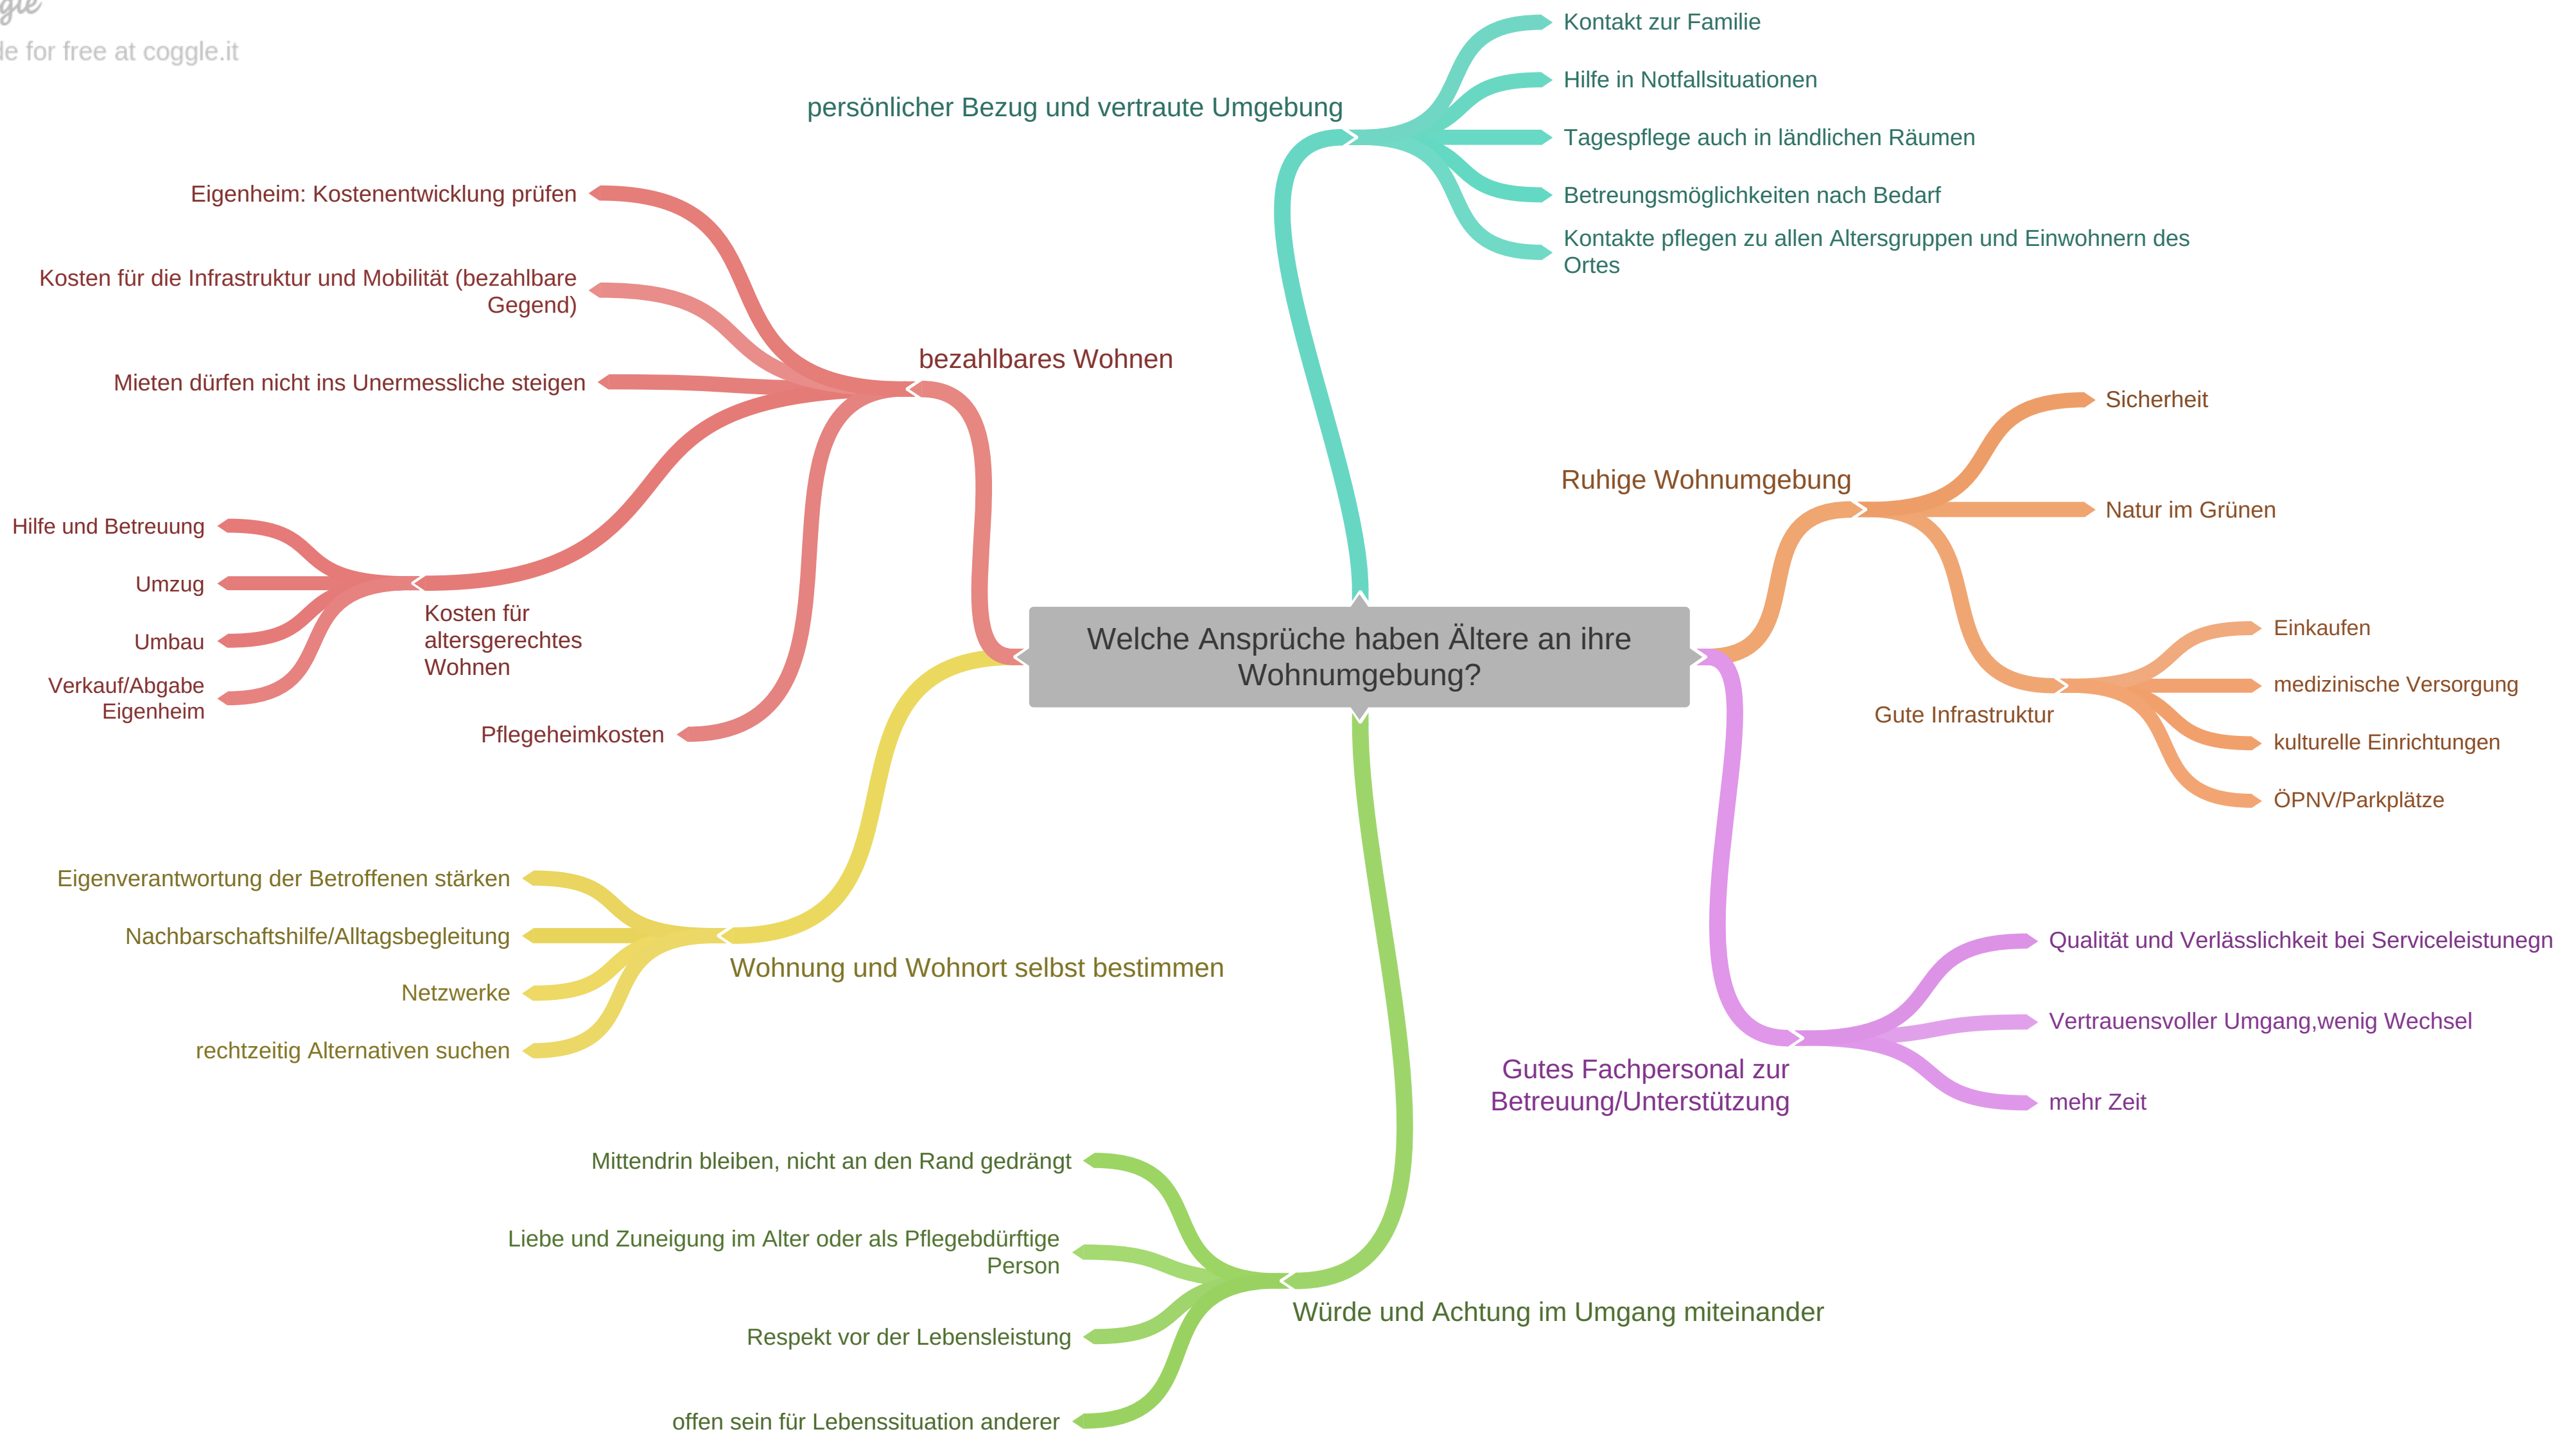 de for free at coggle.it
Kontakt zur Familie
Hilfe in Notfallsituationen
persönlicher Bezug und vertraute Umgebung
Tagespflege auch in ländlichen Räumen
Betreungsmöglichkeiten nach Bedarf
Kontakte pflegen zu allen Altersgruppen und Einwohnern des
Ortes
Eigenheim: Kostenentwicklung prüfen
Kosten für die Infrastruktur und Mobilität (bezahlbare
Gegend)
bezahlbares Wohnen
Mieten dürfen nicht ins Unermessliche steigen
Hilfe und Betreuung
Umzug
Umbau
Verkauf/Abgabe
Eigenheim
Kosten für
altersgerechtes
Wohnen
Pflegeheimkosten
Welche Ansprüche haben Ältere an ihre
Wohnumgebung?
Ruhige Wohnumgebung
Sicherheit
Natur im Grünen
Gute Infrastruktur
Einkaufen
medizinische Versorgung
kulturelle Einrichtungen
ÖPNV/Parkplätze
Eigenverantwortung der Betroffenen stärken
Nachbarschaftshilfe/Alltagsbegleitung
Netzwerke
rechtzeitig Alternativen suchen
Wohnung und Wohnort selbst bestimmen
Qualität und Verlässlichkeit bei Serviceleistunegn
Vertrauensvoller Umgang,wenig Wechsel
mehr Zeit
Gutes Fachpersonal zur
Betreuung/Unterstützung
Mittendrin bleiben, nicht an den Rand gedrängt
Liebe und Zuneigung im Alter oder als Pflegebdürftige
Person
Respekt vor der Lebensleistung
offen sein für Lebenssituation anderer
Würde und Achtung im Umgang miteinander